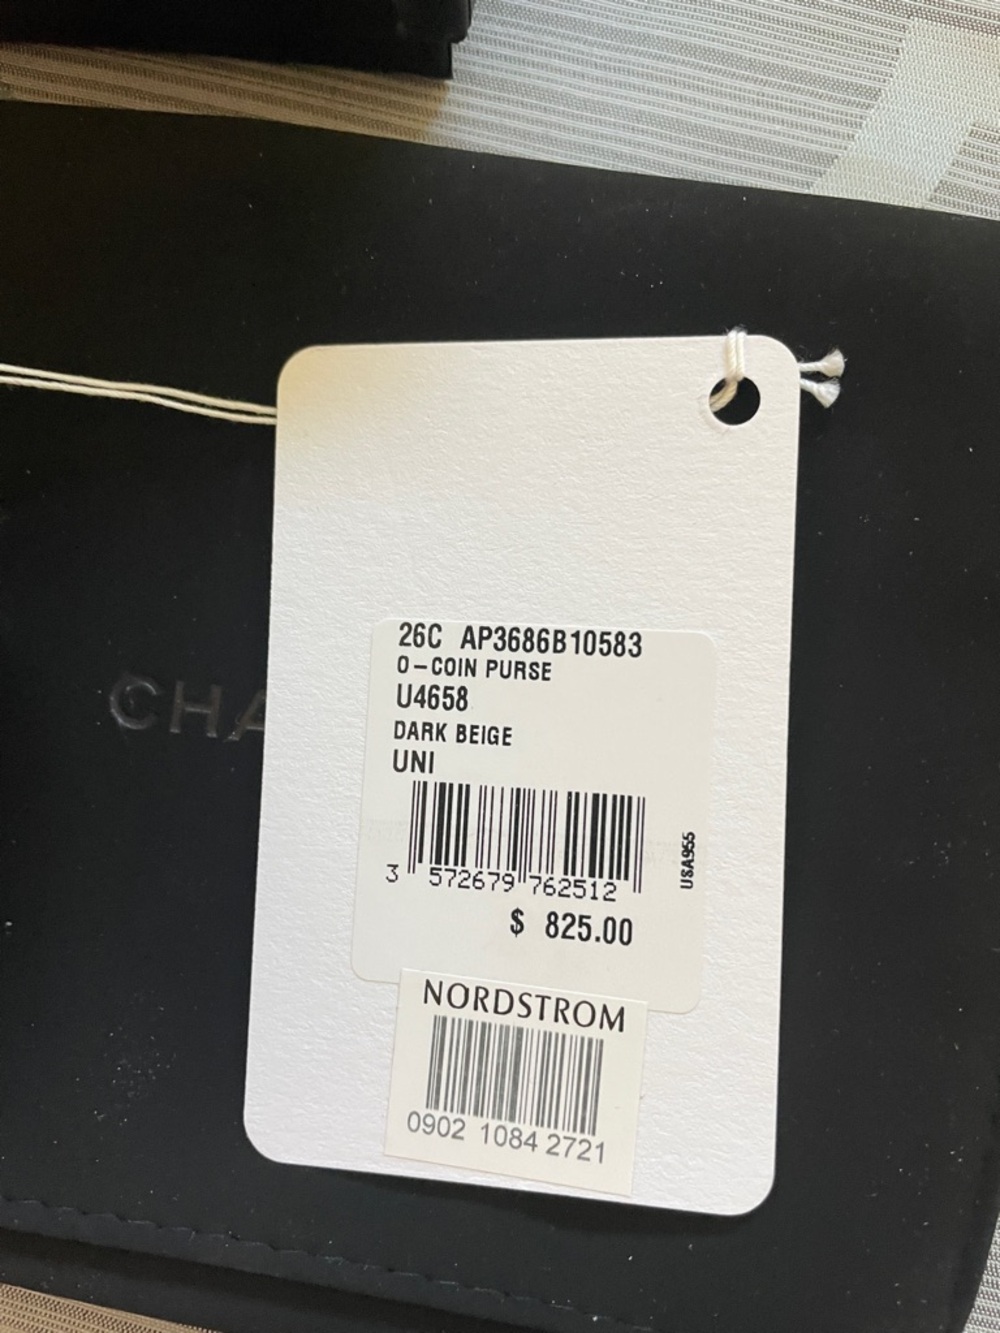 26C AP3686B10583
O-COIN PURSE
U4658
DARK BEIGE
UNI
3 572679 762512
USA955
$ 825.00
NORDSTROM
0902 1084 2721
CHA